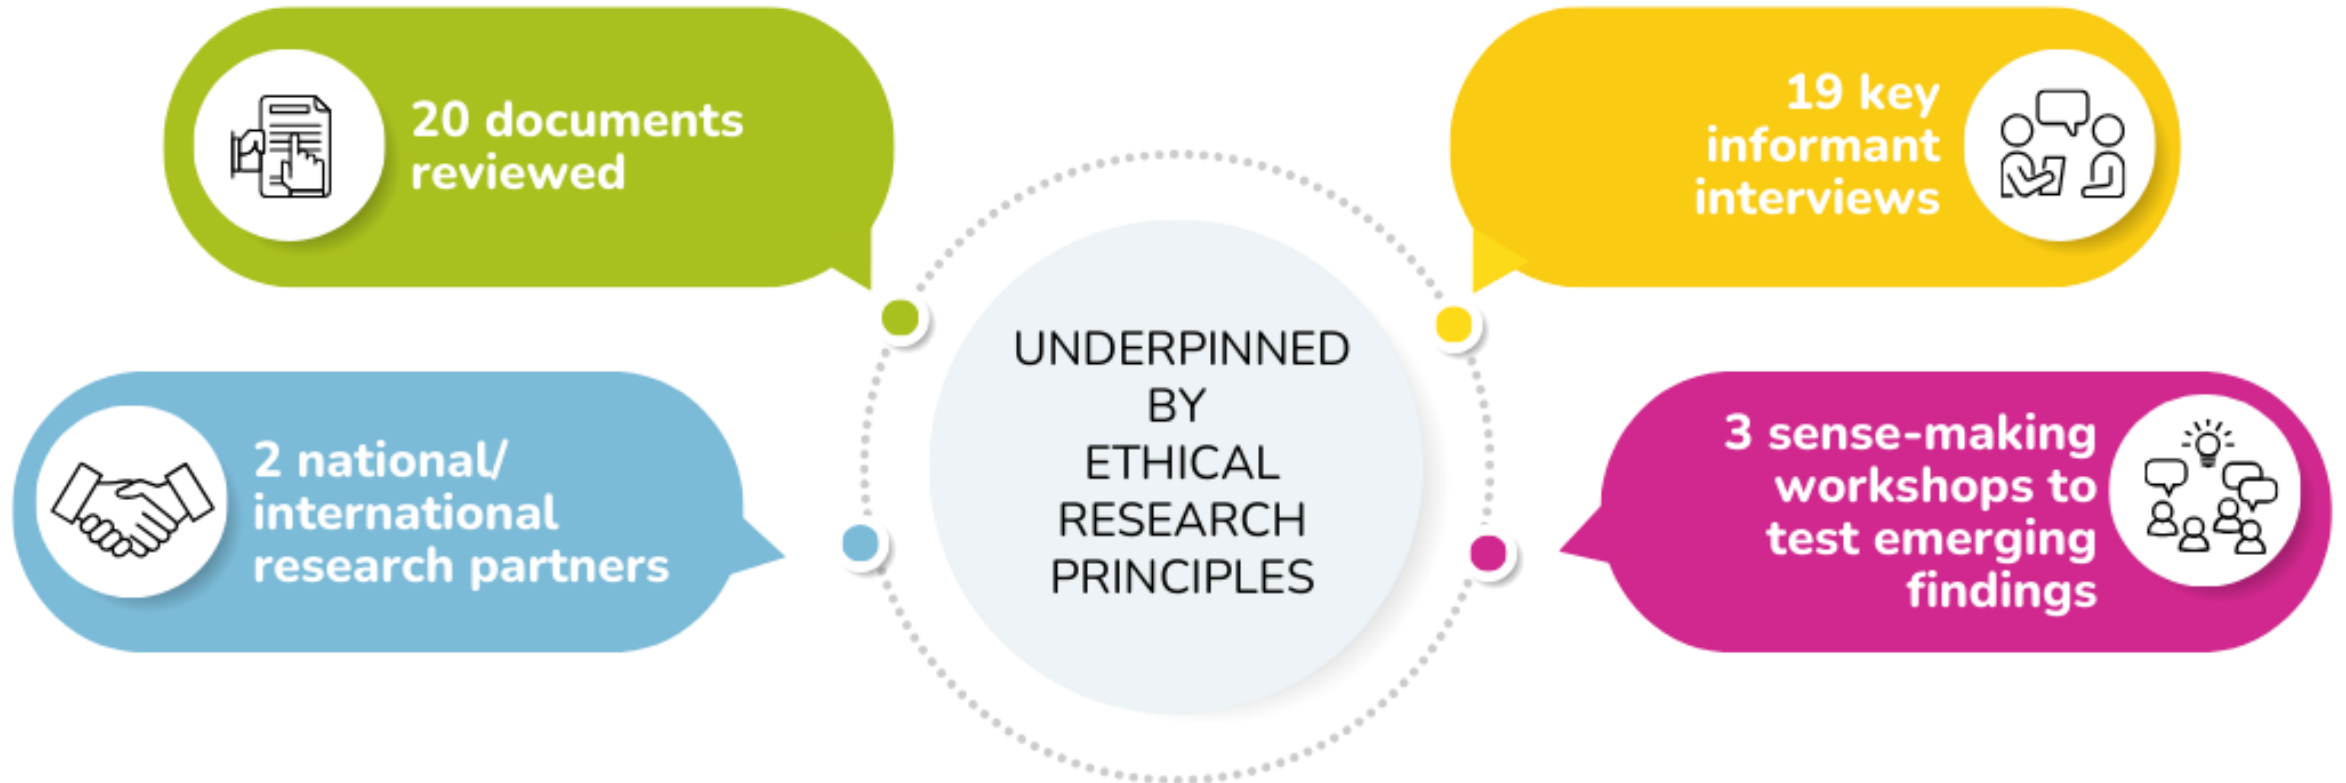 20 documents
reviewed
19 key
informant
interviews
UNDERPINNED
BY
ETHICAL
RESEARCH
PRINCIPLES
2 national/
international
research partners
3 sense-making
workshops to
test emerging
findings